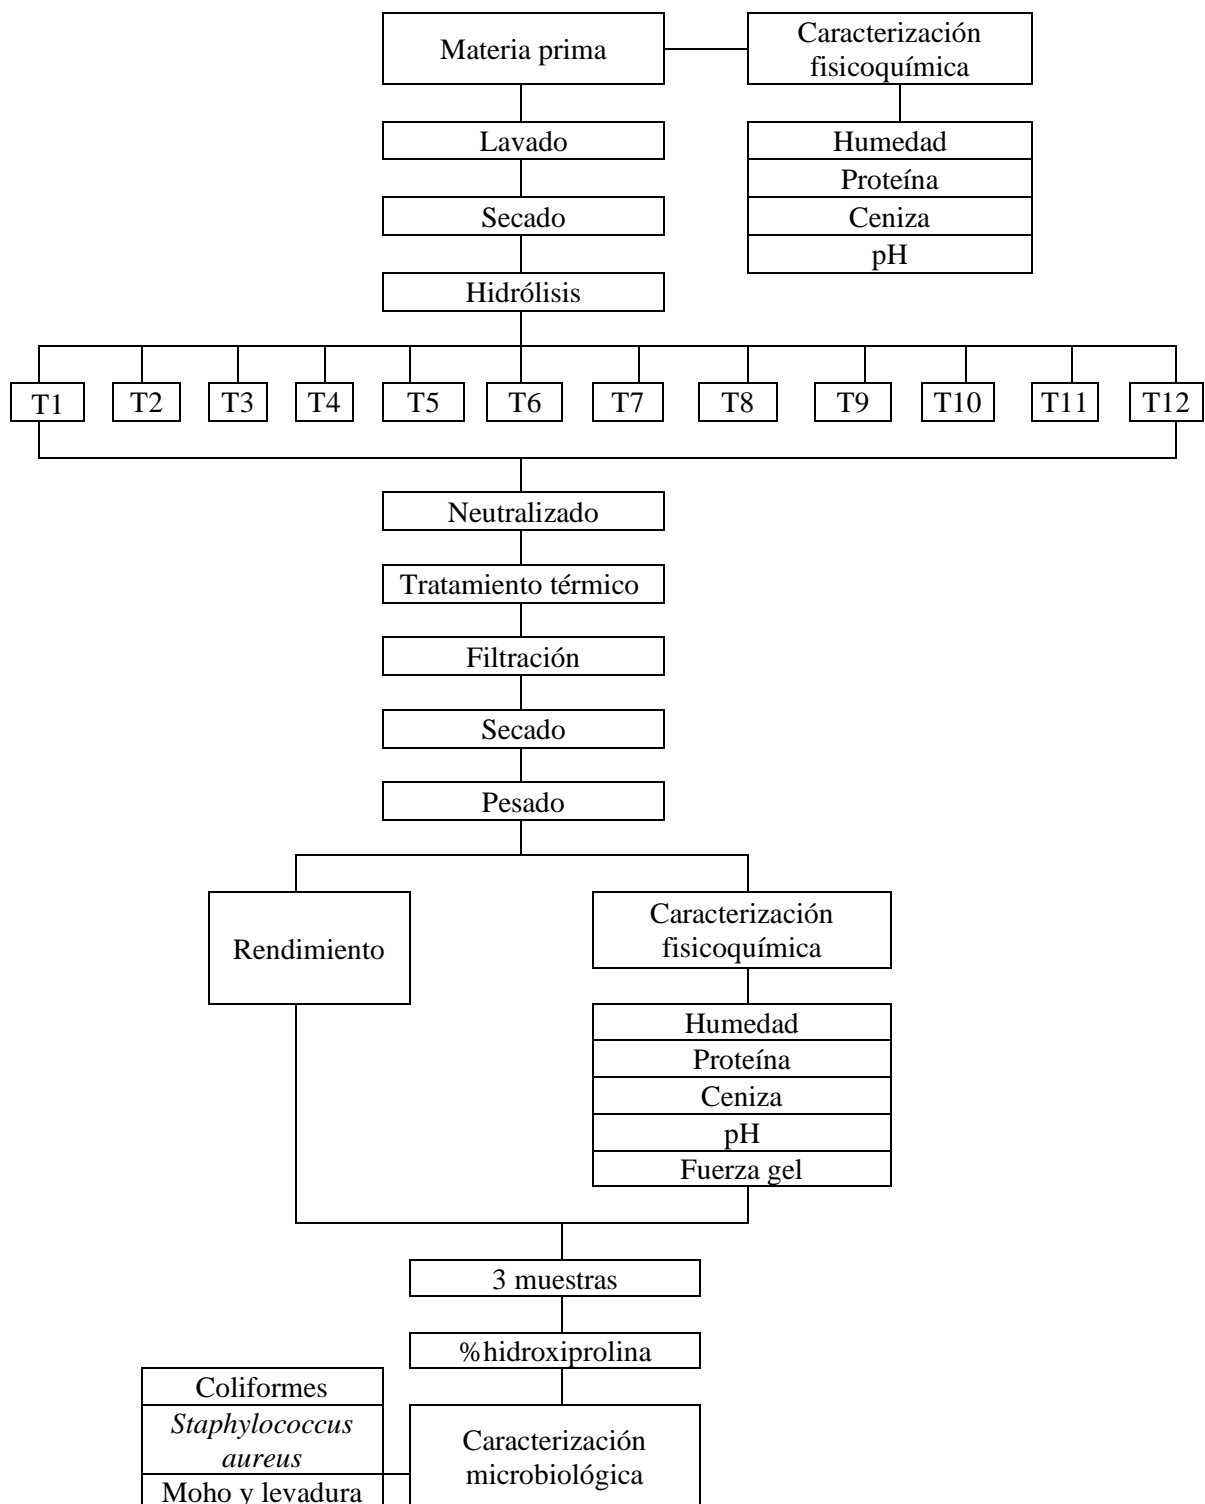 Materia prima
Caracterización
fisicoquímica
Lavado
Humedad
Proteína
Secado
Ceniza
pH
Hidrólisis
T1
T2
T3
T4
T5
T6
T7
T8
T9
T10
T11
T12
Neutralizado
Tratamiento térmico
Filtración
Secado
Pesado
Rendimiento
Caracterización
fisicoquímica
Humedad
Proteína
Ceniza
pH
Fuerza gel
3 muestras
%hidroxiprolina
Coliformes
Staphylococcus
aureus
Moho y levadura
Caracterización
microbiológica